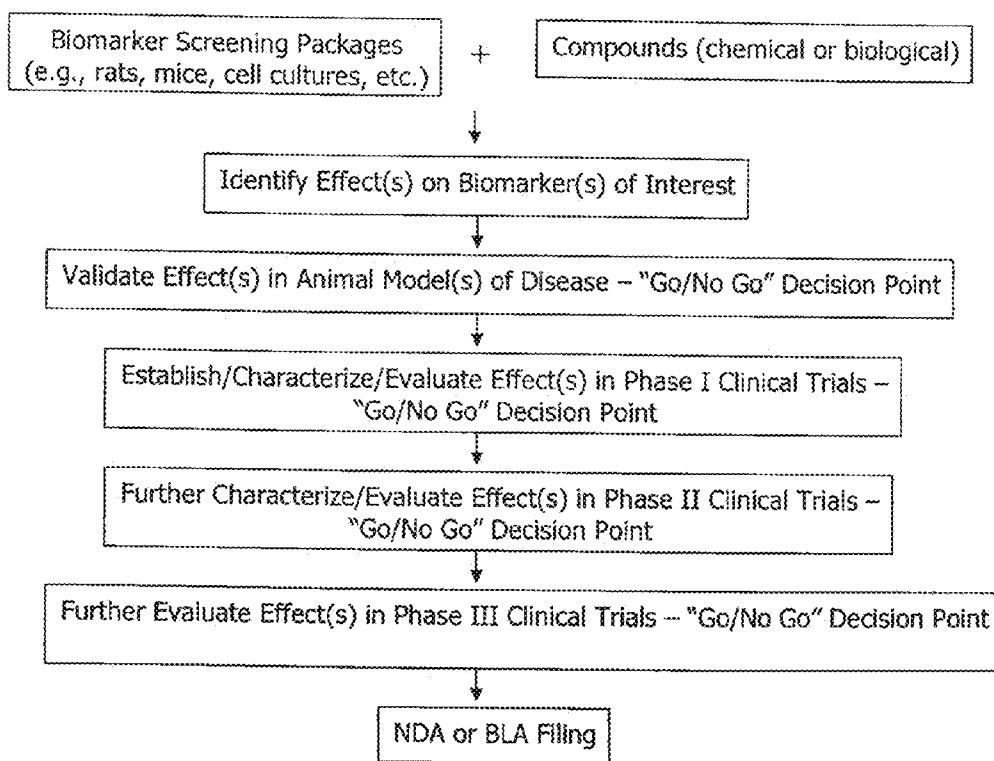 Biomarker Screening Packages
(e.g., rats, mice, cell cultures, etc.)
+
Compounds (chemical or biological)
Identify Effect(s) on Biomarker(s) of Interest
Validate Effect(s) in Animal Model(s) of Disease – "Go/No Go" Decision Point
Establish/Characterize/Evaluate Effect(s) in Phase I Clinical Trials –
"Go/No Go" Decision Point
Further Characterize/Evaluate Effect(s) in Phase II Clinical Trials –
"Go/No Go" Decision Point
Further Evaluate Effect(s) in Phase III Clinical Trials – "Go/No Go" Decision Point
NDA or BLA Filing